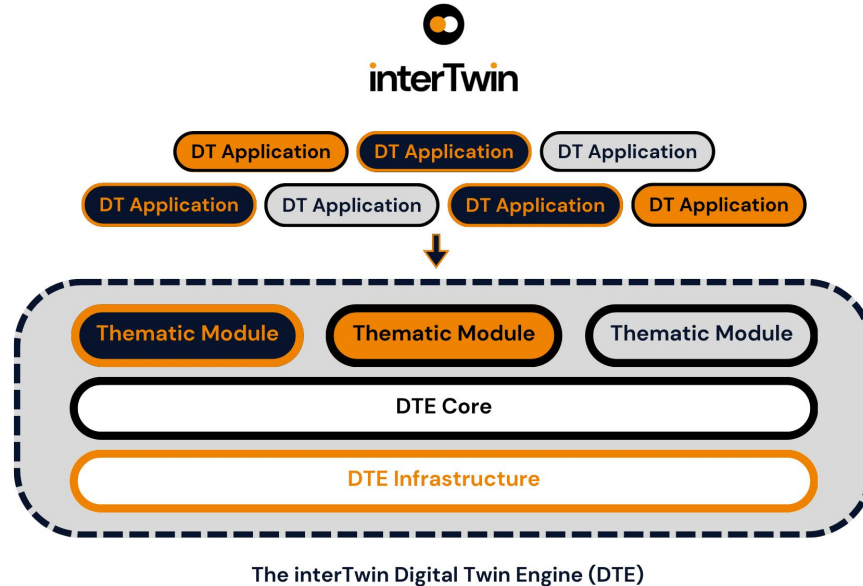 interTwin
DT Application DT Application DT Application
DT Application DT Application DT Application DT Application
Thematic Module Thematic Module Thematic Module
DTE Core
DTE Infrastructure
The interTwin Digital Twin Engine (DTE)